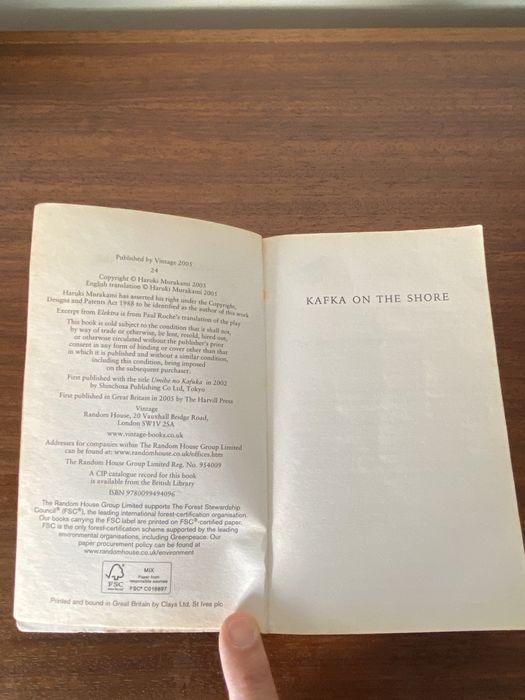 Published by Vintage 2005
24
Copyright © Haruki Murakami 2005
English translation © Haruki Murakami 2005
Haruki Murakami has asserted his right under the Copyright,
Designs and Patents Act 1988 to be identified as the author of this work
Excerpt from Elektra is from Paul Roche's translation of the play
This book is sold subject to the condition that it shall not,
by way of trade or otherwise, be lent, resold, hired out,
or otherwise circulated without the publisher's prior
consent in any form of binding or cover other than that
in which it is published and without a similar condition,
including this condition, being imposed
on the subsequent purchaser.
First published with the title Umibe no Kafuka in 2002
by Shinchosa Publishing Co Ltd, Tokyo
First published in Great Britain in 2005 by The Harvill Press
Vintage
Random House, 20 Vauxhall Bridge Road,
London SW1V 2SA
www.vintage-books.co.uk
Addresses for companies within The Random House Group Limited
can be found at: www.randomhouse.co.uk/offices.htm
The Random House Group Limited Reg. No. 954009
A CIP catalogue record for this book
is available from the British Library
ISBN 9780099494096
The Random House Group Limited supports The Forest Stewardship
Council® (FSC®), the leading international forest-certification organisation.
Our books carrying the FSC label are printed on FSC®-certified paper.
FSC is the only forest-certification scheme supported by the leading
environmental organisations, including Greenpeace. Our
paper procurement policy can be found at
www.randomhouse.co.uk/environment
FSC
MIX
Paper from
responsible sources
FSC® C016897
Printed and bound in Great Britain by Clays Ltd, St Ives plc
KAFKA ON THE SHORE